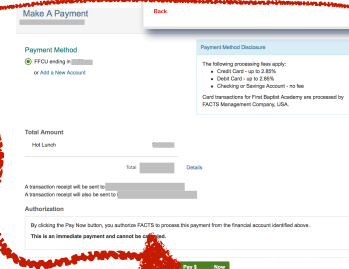 Make A Payment
Back
Payment Method
FFCU ending in
or Add a New Account
Payment Method Disclosure
The following processing fees apply:
• Credit Card - up to 2.85%
• Debit Card - up to 2.85%
• Checking or Savings Account - no fee
Card transactions for First Baptist Academy are processed by
FACTS Management Company, USA.
Total Amount
Hot Lunch
Total
Details
A transaction receipt will be sent to
A transaction receipt will also be sent to
Authorization
By clicking the Pay Now button, you authorize FACTS to process this payment from the financial account identified above.
This is an immediate payment and cannot be
Pay $ Now